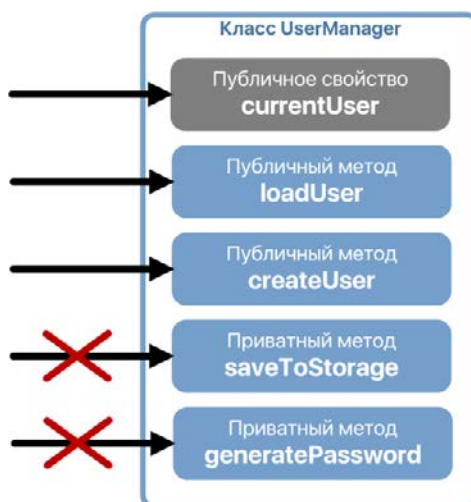 Класс UserManager
Публичное свойство
currentUser
Публичный метод
loadUser
Публичный метод
createUser
Приватный метод
saveToStorage
Приватный метод
generatePassword